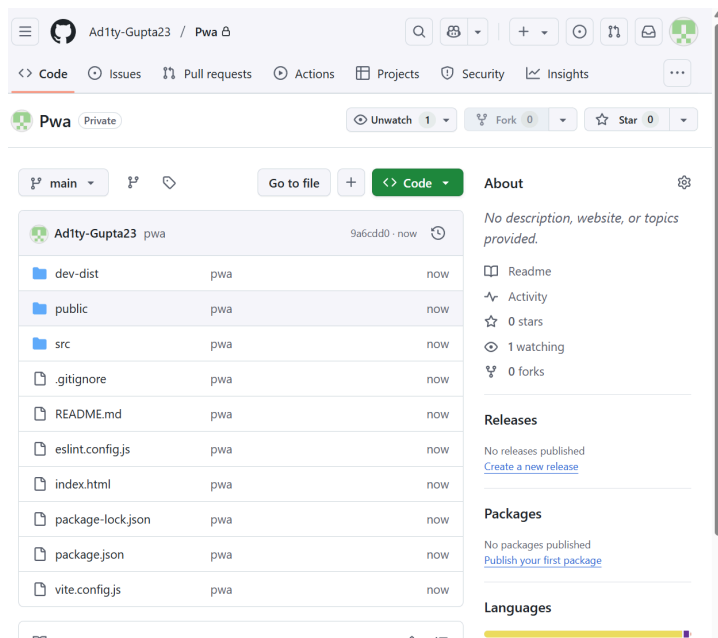 Ad1ty-Gupta23 / Pwa
Code Issues Pull requests Actions Projects Security Insights
Pwa Private Unwatch 1 Fork 0 Star 0
main Go to file + Code
Ad1ty-Gupta23 pwa 9a6cdd0 · now
dev-dist pwa now
public pwa now
src pwa now
.gitignore pwa now
README.md pwa now
eslint.config.js pwa now
index.html pwa now
package-lock.json pwa now
package.json pwa now
vite.config.js pwa now
About
No description, website, or topics
provided.
Readme
Activity
0 stars
1 watching
0 forks
Releases
No releases published
Create a new release
Packages
No packages published
Publish your first package
Languages